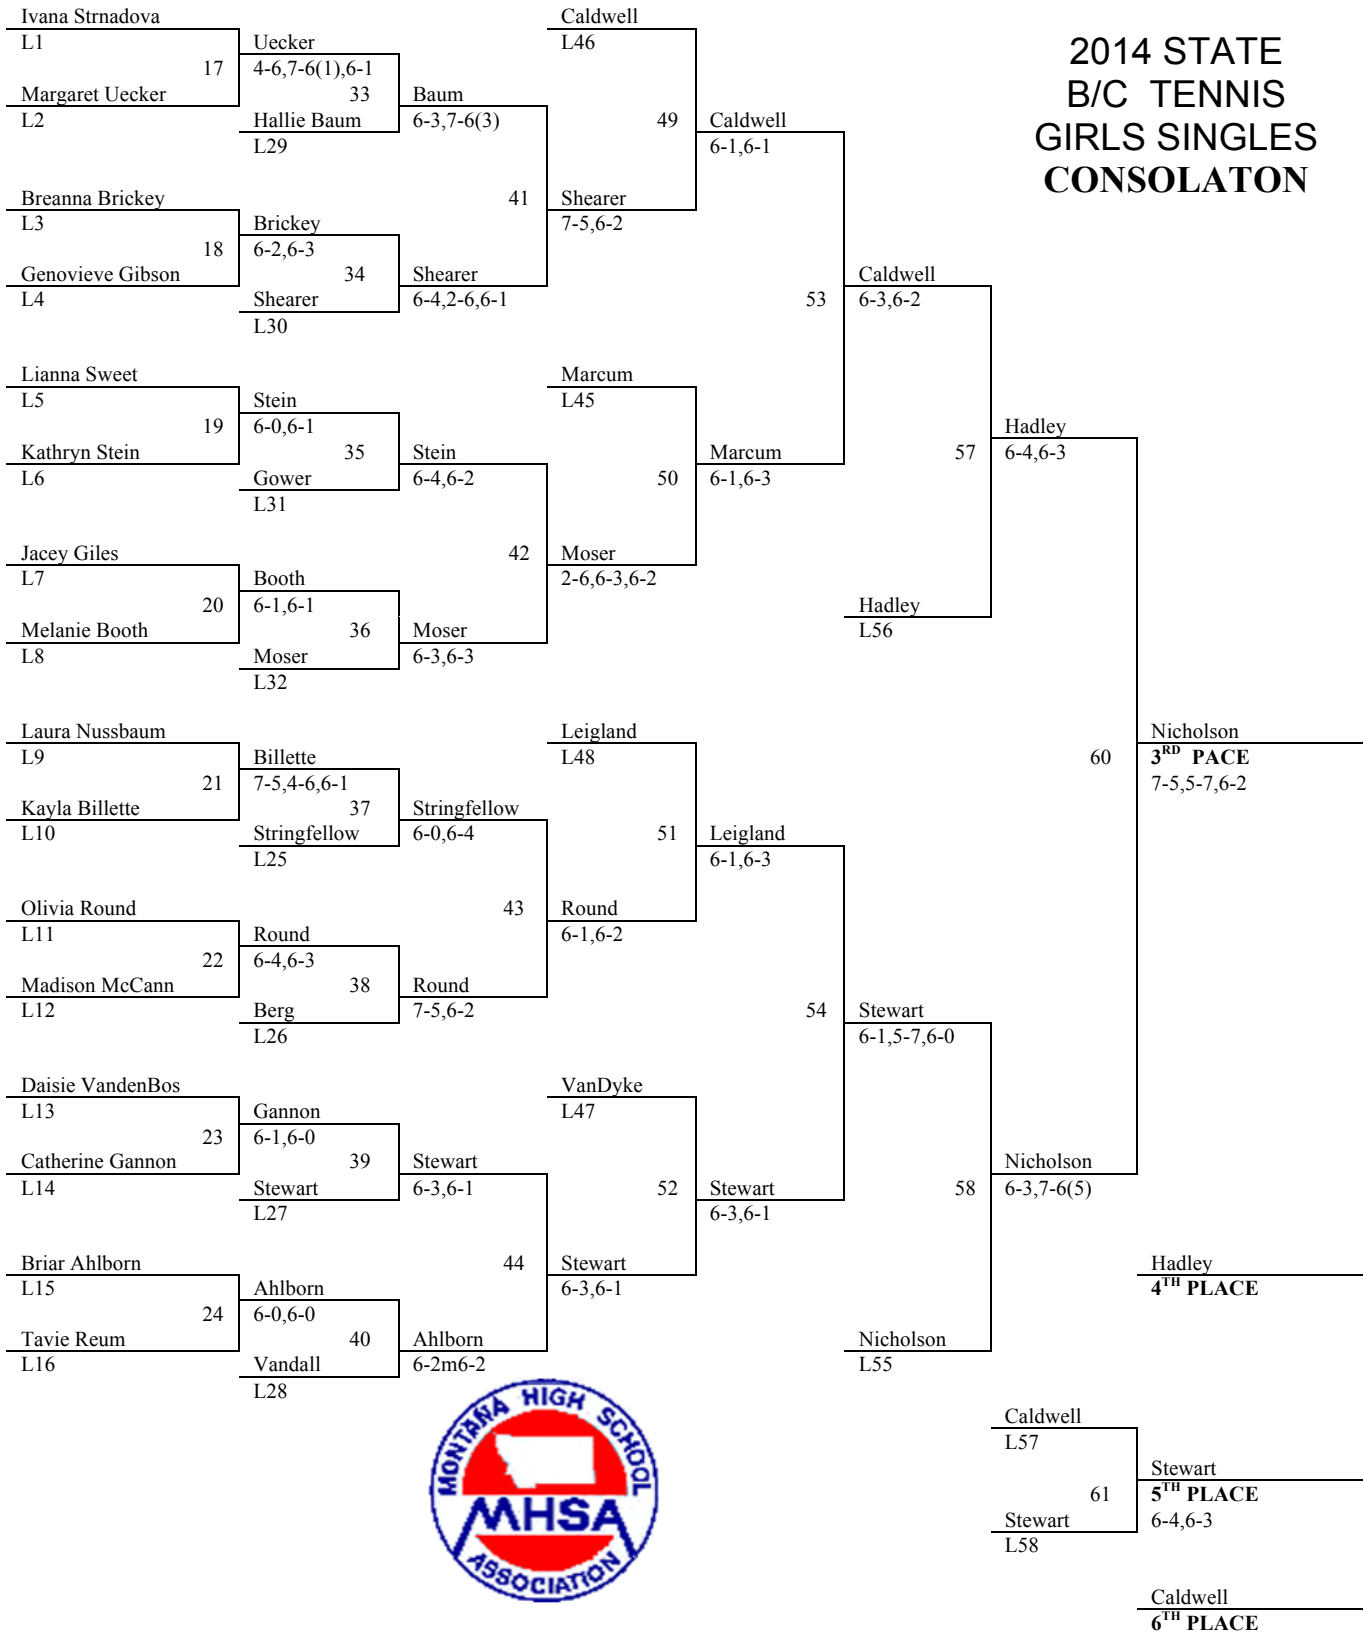 2014 STATE
B/C TENNIS
GIRLS SINGLES
CONSOLATON
Ivana Strnadova
L1
17
Margaret Uecker
L2
Breanna Brickey
L3
18
Genovieve Gibson
L4
Lianna Sweet
L5
19
Kathryn Stein
L6
Jacey Giles
L7
20
Melanie Booth
L8
Laura Nussbaum
L9
21
Kayla Billette
L10
Olivia Round
L11
22
Madison McCann
L12
Daisie VandenBos
L13
23
Catherine Gannon
L14
Briar Ahlborn
L15
24
Tavie Reum
L16
Uecker
4-6,7-6(1),6-1
33
Hallie Baum
L29
Brickey
6-2,6-3
34
Shearer
L30
Stein
6-0,6-1
35
Gower
L31
Booth
6-1,6-1
36
Moser
L32
Billette
7-5,4-6,6-1
37
Stringfellow
L25
Round
6-4,6-3
38
Berg
L26
Gannon
6-1,6-0
39
Stewart
L27
Ahlborn
6-0,6-0
40
Vandall
L28
Baum
6-3,7-6(3)
41
Shearer
6-4,2-6,6-1
Stein
6-4,6-2
42
Moser
6-3,6-3
Stringfellow
6-0,6-4
43
Round
7-5,6-2
Stewart
6-3,6-1
44
Ahlborn
6-2m6-2
Caldwell
L46
49
Shearer
7-5,6-2
Marcum
L45
50
Moser
2-6,6-3,6-2
Leigland
L48
51
Round
6-1,6-2
VanDyke
L47
52
Stewart
6-3,6-1
Caldwell
6-1,6-1
53
Marcum
6-1,6-3
Leigland
6-1,6-3
54
Stewart
6-3,6-1
Caldwell
6-3,6-2
57
Hadley
L56
Stewart
6-1,5-7,6-0
58
Nicholson
L55
Hadley
6-4,6-3
60
Nicholson
6-3,7-6(5)
Nicholson
3RD PACE
7-5,5-7,6-2
Hadley
4TH PLACE
Caldwell
L57
61
Stewart
L58
Stewart
5TH PLACE
6-4,6-3
Caldwell
6TH PLACE
MONTANA HIGH SCHOOL
MHSA
ASSOCIATION